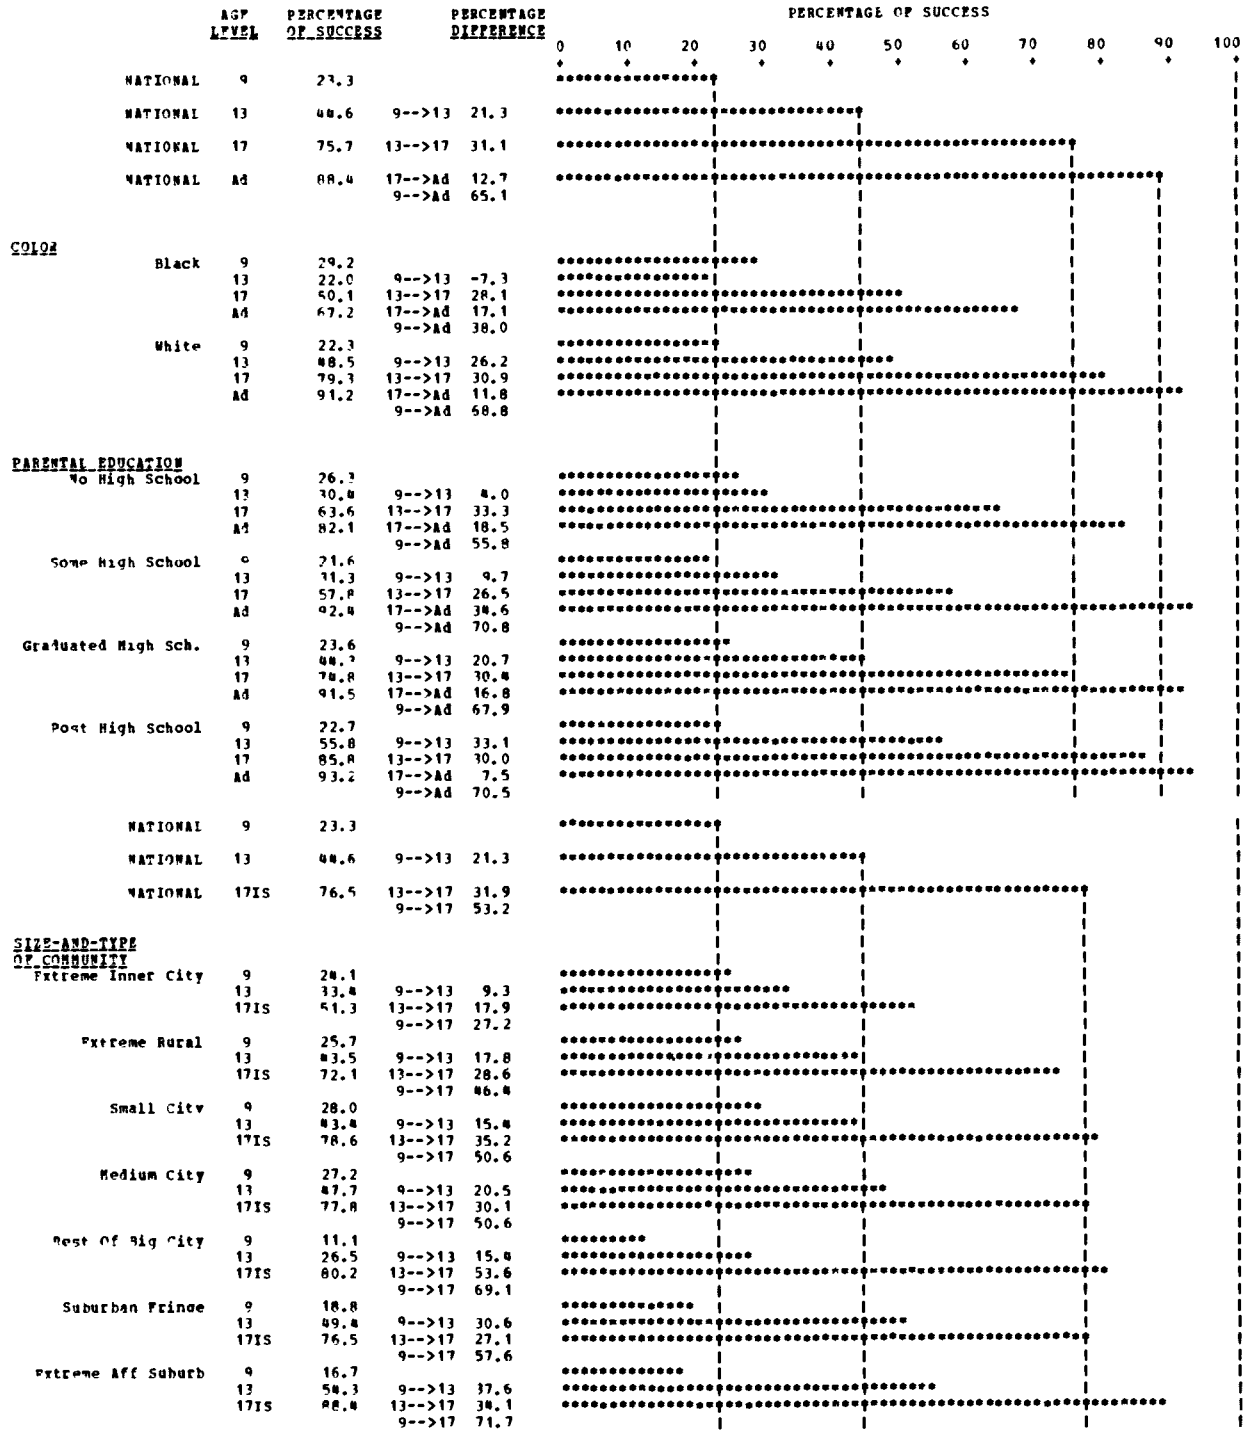 AGE PERCENTAGE PERCENTAGE PERCENTAGE OF SUCCESS
LEVEL OF SUCCESS DIFFERENCE
0 10 20 30 40 50 60 70 80 90 100
NATIONAL 9 23.3
NATIONAL 13 44.6 9-->13 21.3
NATIONAL 17 75.7 13-->17 31.1
NATIONAL Ad 88.4 17-->Ad 12.7
9-->Ad 65.1
COLOR
Black 9 29.2
13 22.0 9-->13 -7.3
17 50.1 13-->17 28.1
Ad 67.2 17-->Ad 17.1
9-->Ad 38.0
White 9 22.3
13 48.5 9-->13 26.2
17 79.3 13-->17 30.9
Ad 91.2 17-->Ad 11.8
9-->Ad 68.8
PARENTAL EDUCATION
No High School 9 26.3
13 30.4 9-->13 4.0
17 63.6 13-->17 33.3
Ad 82.1 17-->Ad 18.5
9-->Ad 55.8
Some High School 9 21.6
13 31.3 9-->13 9.7
17 57.8 13-->17 26.5
Ad 92.4 17-->Ad 34.6
9-->Ad 70.8
Graduated High Sch. 9 23.6
13 44.3 9-->13 20.7
17 74.8 13-->17 30.4
Ad 91.5 17-->Ad 16.8
9-->Ad 67.9
Post High School 9 22.7
13 55.8 9-->13 33.1
17 85.8 13-->17 30.0
Ad 93.2 17-->Ad 7.5
9-->Ad 70.5
NATIONAL 9 23.3
NATIONAL 13 44.6 9-->13 21.3
NATIONAL 17IS 76.5 13-->17 31.9
9-->17 53.2
SIZE-AND-TYPE
OF COMMUNITY
Extreme Inner City 9 24.1
13 33.4 9-->13 9.3
17IS 51.3 13-->17 17.9
9-->17 27.2
Extreme Rural 9 25.7
13 43.5 9-->13 17.8
17IS 72.1 13-->17 28.6
9-->17 46.4
Small City 9 28.0
13 43.4 9-->13 15.4
17IS 78.6 13-->17 35.2
9-->17 50.6
Medium City 9 27.2
13 47.7 9-->13 20.5
17IS 77.8 13-->17 30.1
9-->17 50.6
Rest Of Big City 9 11.1
13 26.5 9-->13 15.4
17IS 80.2 13-->17 53.6
9-->17 69.1
Suburban Fringe 9 18.8
13 49.4 9-->13 30.6
17IS 76.5 13-->17 27.1
9-->17 57.6
Extreme Aff Suburb 9 16.7
13 54.3 9-->13 37.6
17IS 88.4 13-->17 34.1
9-->17 71.7